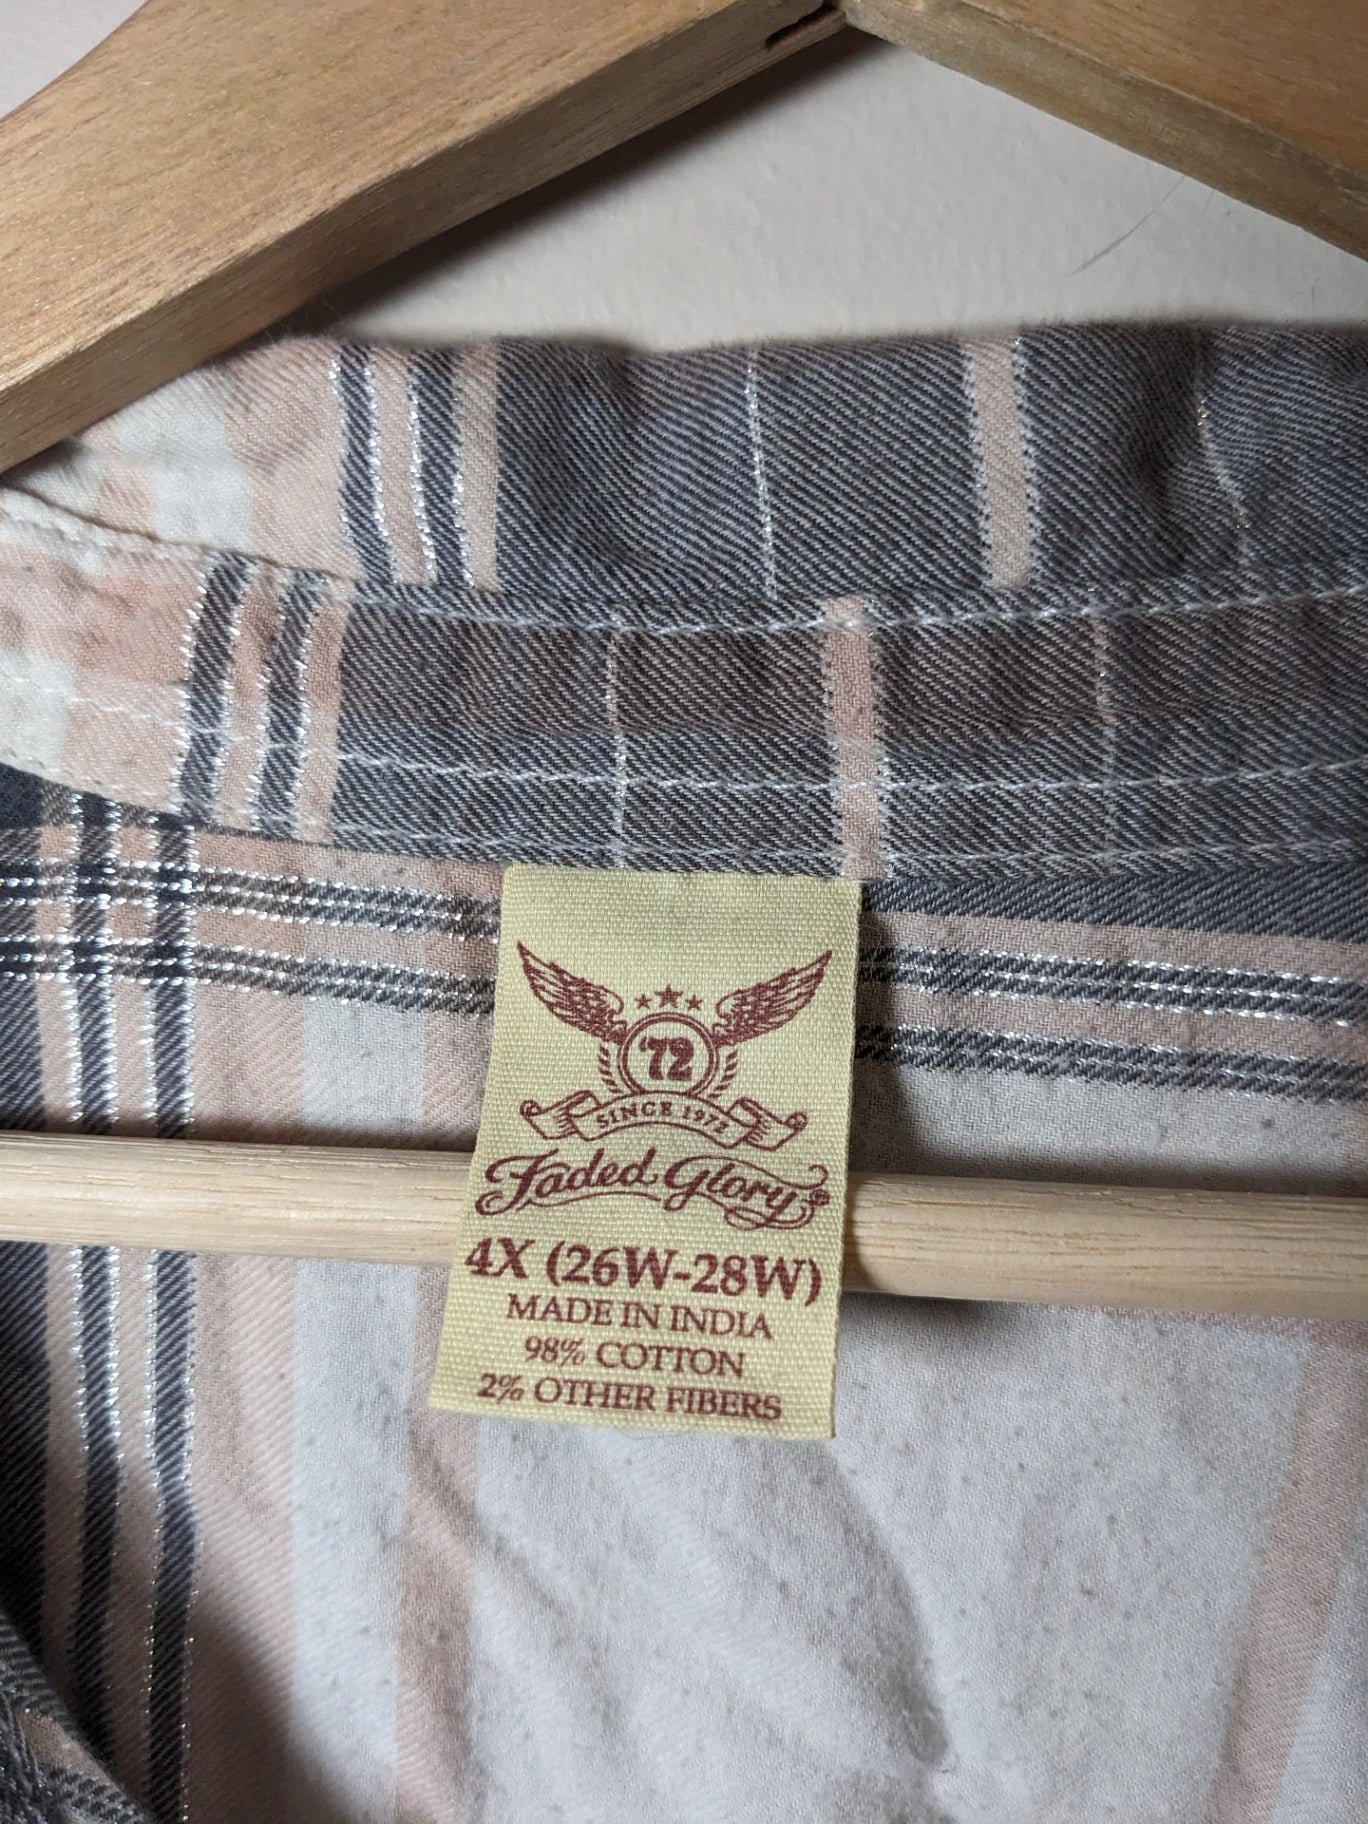 '72
SINCE 1972
Faded Glory
4X (26W-28W)
MADE IN INDIA
98% COTTON
2% OTHER FIBERS